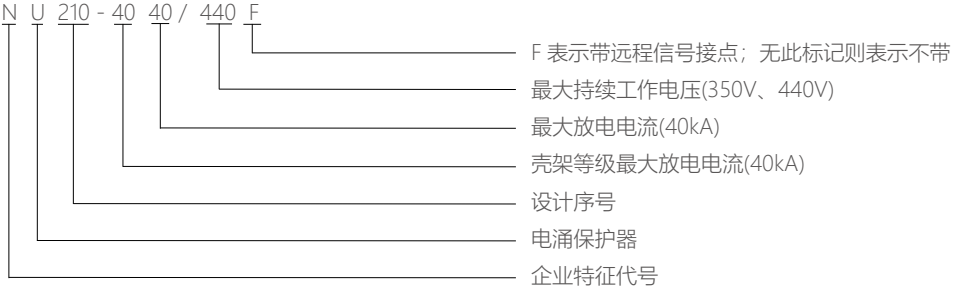 N U 210 - 40 40 / 440 F
F 表示带远程信号接点；无此标记则表示不带
最大持续工作电压(350V、440V)
最大放电电流(40kA)
壳架等级最大放电电流(40kA)
设计序号
电涌保护器
企业特征代号